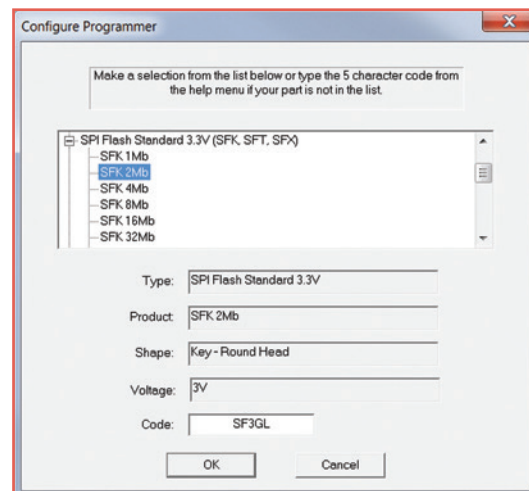 Configure Programmer
Make a selection from the list below or type the 5 character code from
the help menu if your part is not in the list.
SPI Flash Standard 3.3V (SFK, SFT, SFX)
SFK 1Mb
SFK 2Mb
SFK 4Mb
SFK 8Mb
SFK 16Mb
SFK 32Mb
Type: SPI Flash Standard 3.3V
Product: SFK 2Mb
Shape: Key - Round Head
Voltage: 3V
Code: SF3GL
OK Cancel